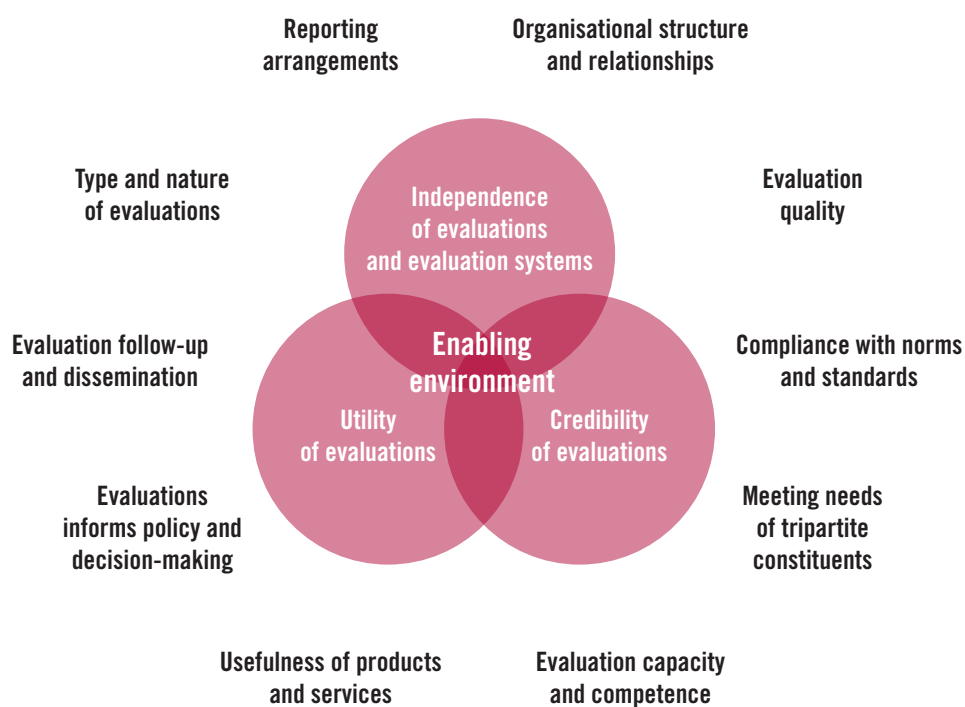 Reporting
arrangements
Organisational structure
and relationships
Type and nature
of evaluations
Independence
of evaluations
and evaluation systems
Evaluation
quality
Evaluation follow-up
and dissemination
Enabling
environment
Compliance with norms
and standards
Utility
of evaluations
Credibility
of evaluations
Evaluations
informs policy and
decision-making
Meeting needs
of tripartite
constituents
Usefulness of products
and services
Evaluation capacity
and competence